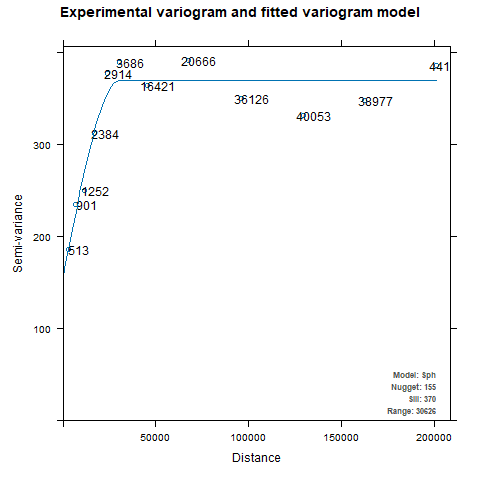 Experimental variogram and fitted variogram model
3686
20666
441
2914
16421
36126
38977
40053
2384
1252
901
513
300
200
100
Semi-variance
Model: Sph
Nugget: 155
Sill: 370
Range: 30626
50000 100000 150000 200000
Distance